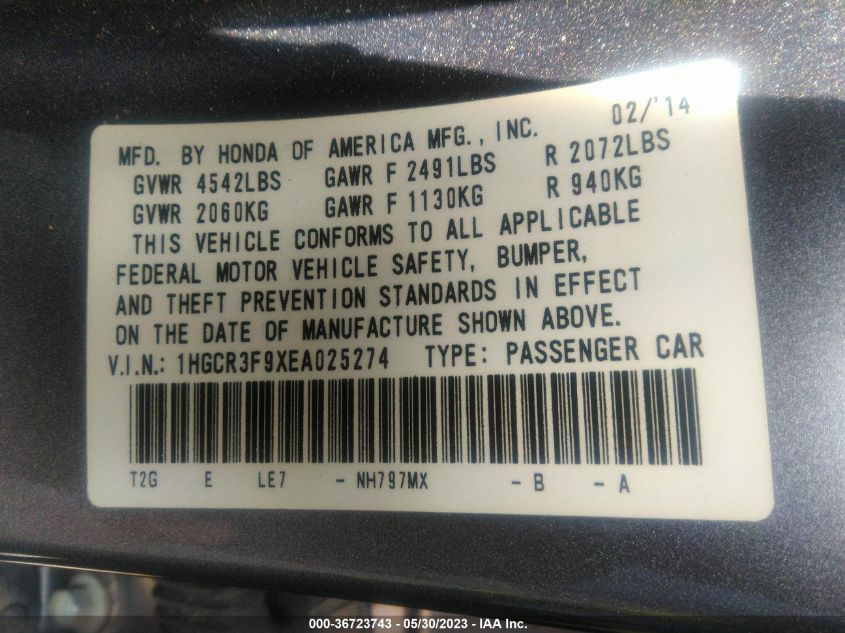 02/'14
MFD. BY HONDA OF AMERICA MFG., INC.
GVWR 4542LBS GAWR F 2491LBS R 2072LBS
GVWR 2060KG GAWR F 1130KG R 940KG
THIS VEHICLE CONFORMS TO ALL APPLICABLE
FEDERAL MOTOR VEHICLE SAFETY, BUMPER,
AND THEFT PREVENTION STANDARDS IN EFFECT
ON THE DATE OF MANUFACTURE SHOWN ABOVE.
V.I.N.: 1HGCR3F9XEA025274 TYPE: PASSENGER CAR
T2G E LE7 - NH797MX - B - A
000-36723743 - 05/30/2023 - IAA Inc.